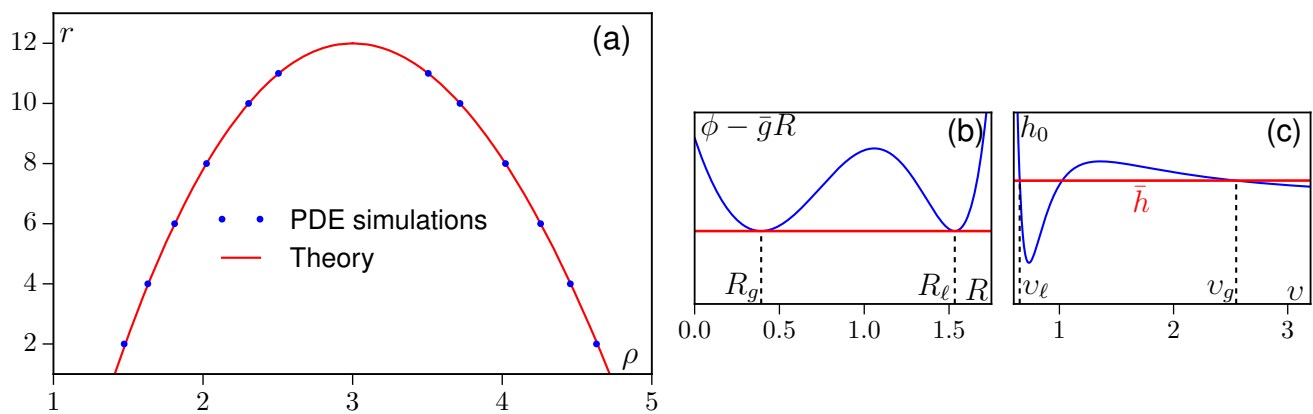 r
(a)
12
10
8
6
4
2
PDE simulations
Theory
ρ
1 2 3 4 5
ϕ − ḡR
(b)
R_g
R_ℓ
R
0.0 0.5 1.0 1.5
h_0
(c)
h̄
υ_ℓ
υ_g
υ
1 2 3